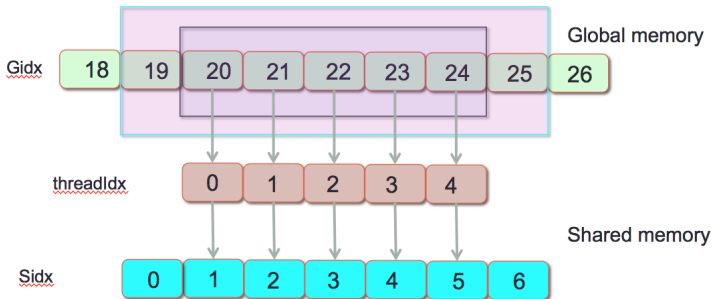 Global memory
Gidx 18 19 20 21 22 23 24 25 26
threadIdx 0 1 2 3 4
Shared memory
Sidx 0 1 2 3 4 5 6